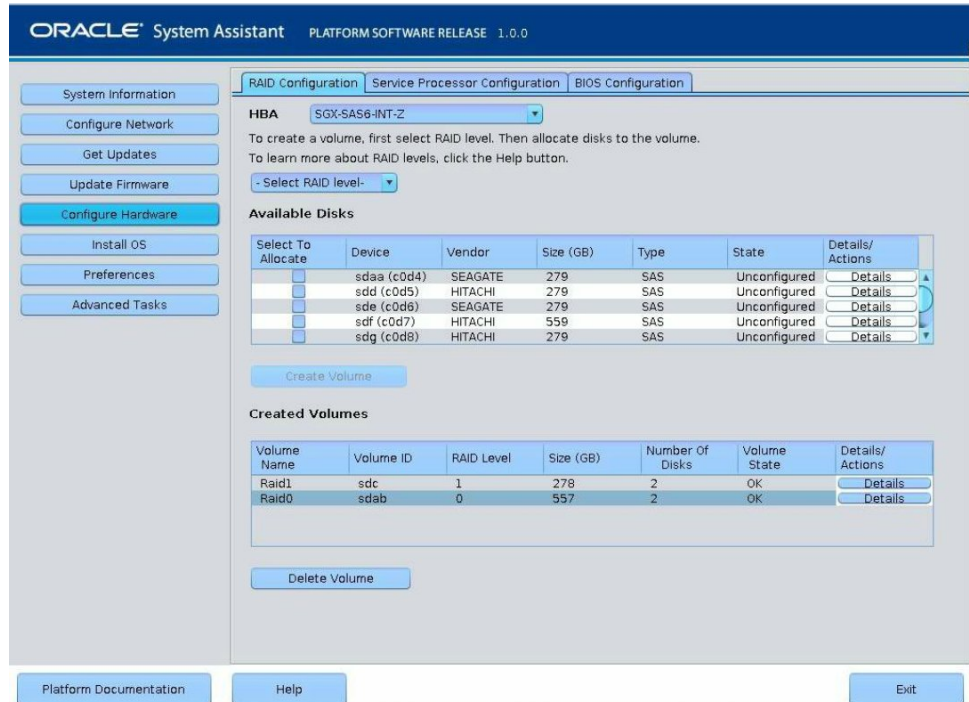 ORACLE System Assistant PLATFORM SOFTWARE RELEASE 1.0.0
System Information
Configure Network
Get Updates
Update Firmware
Configure Hardware
Install OS
Preferences
Advanced Tasks
RAID Configuration Service Processor Configuration BIOS Configuration
HBA SGX-SAS6-INT-Z
To create a volume, first select RAID level. Then allocate disks to the volume.
To learn more about RAID levels, click the Help button.
- Select RAID level-
Available Disks
Select To Allocate Device Vendor Size (GB) Type State Details/ Actions
sdaa (c0d4) SEAGATE 279 SAS Unconfigured Details
sdd (c0d5) HITACHI 279 SAS Unconfigured Details
sde (c0d6) SEAGATE 279 SAS Unconfigured Details
sdf (c0d7) HITACHI 559 SAS Unconfigured Details
sdg (c0d8) HITACHI 279 SAS Unconfigured Details
Create Volume
Created Volumes
Volume Name Volume ID RAID Level Size (GB) Number Of Disks Volume State Details/ Actions
Raid1 sdc 1 278 2 OK Details
Raid0 sdab 0 557 2 OK Details
Delete Volume
Platform Documentation Help Exit